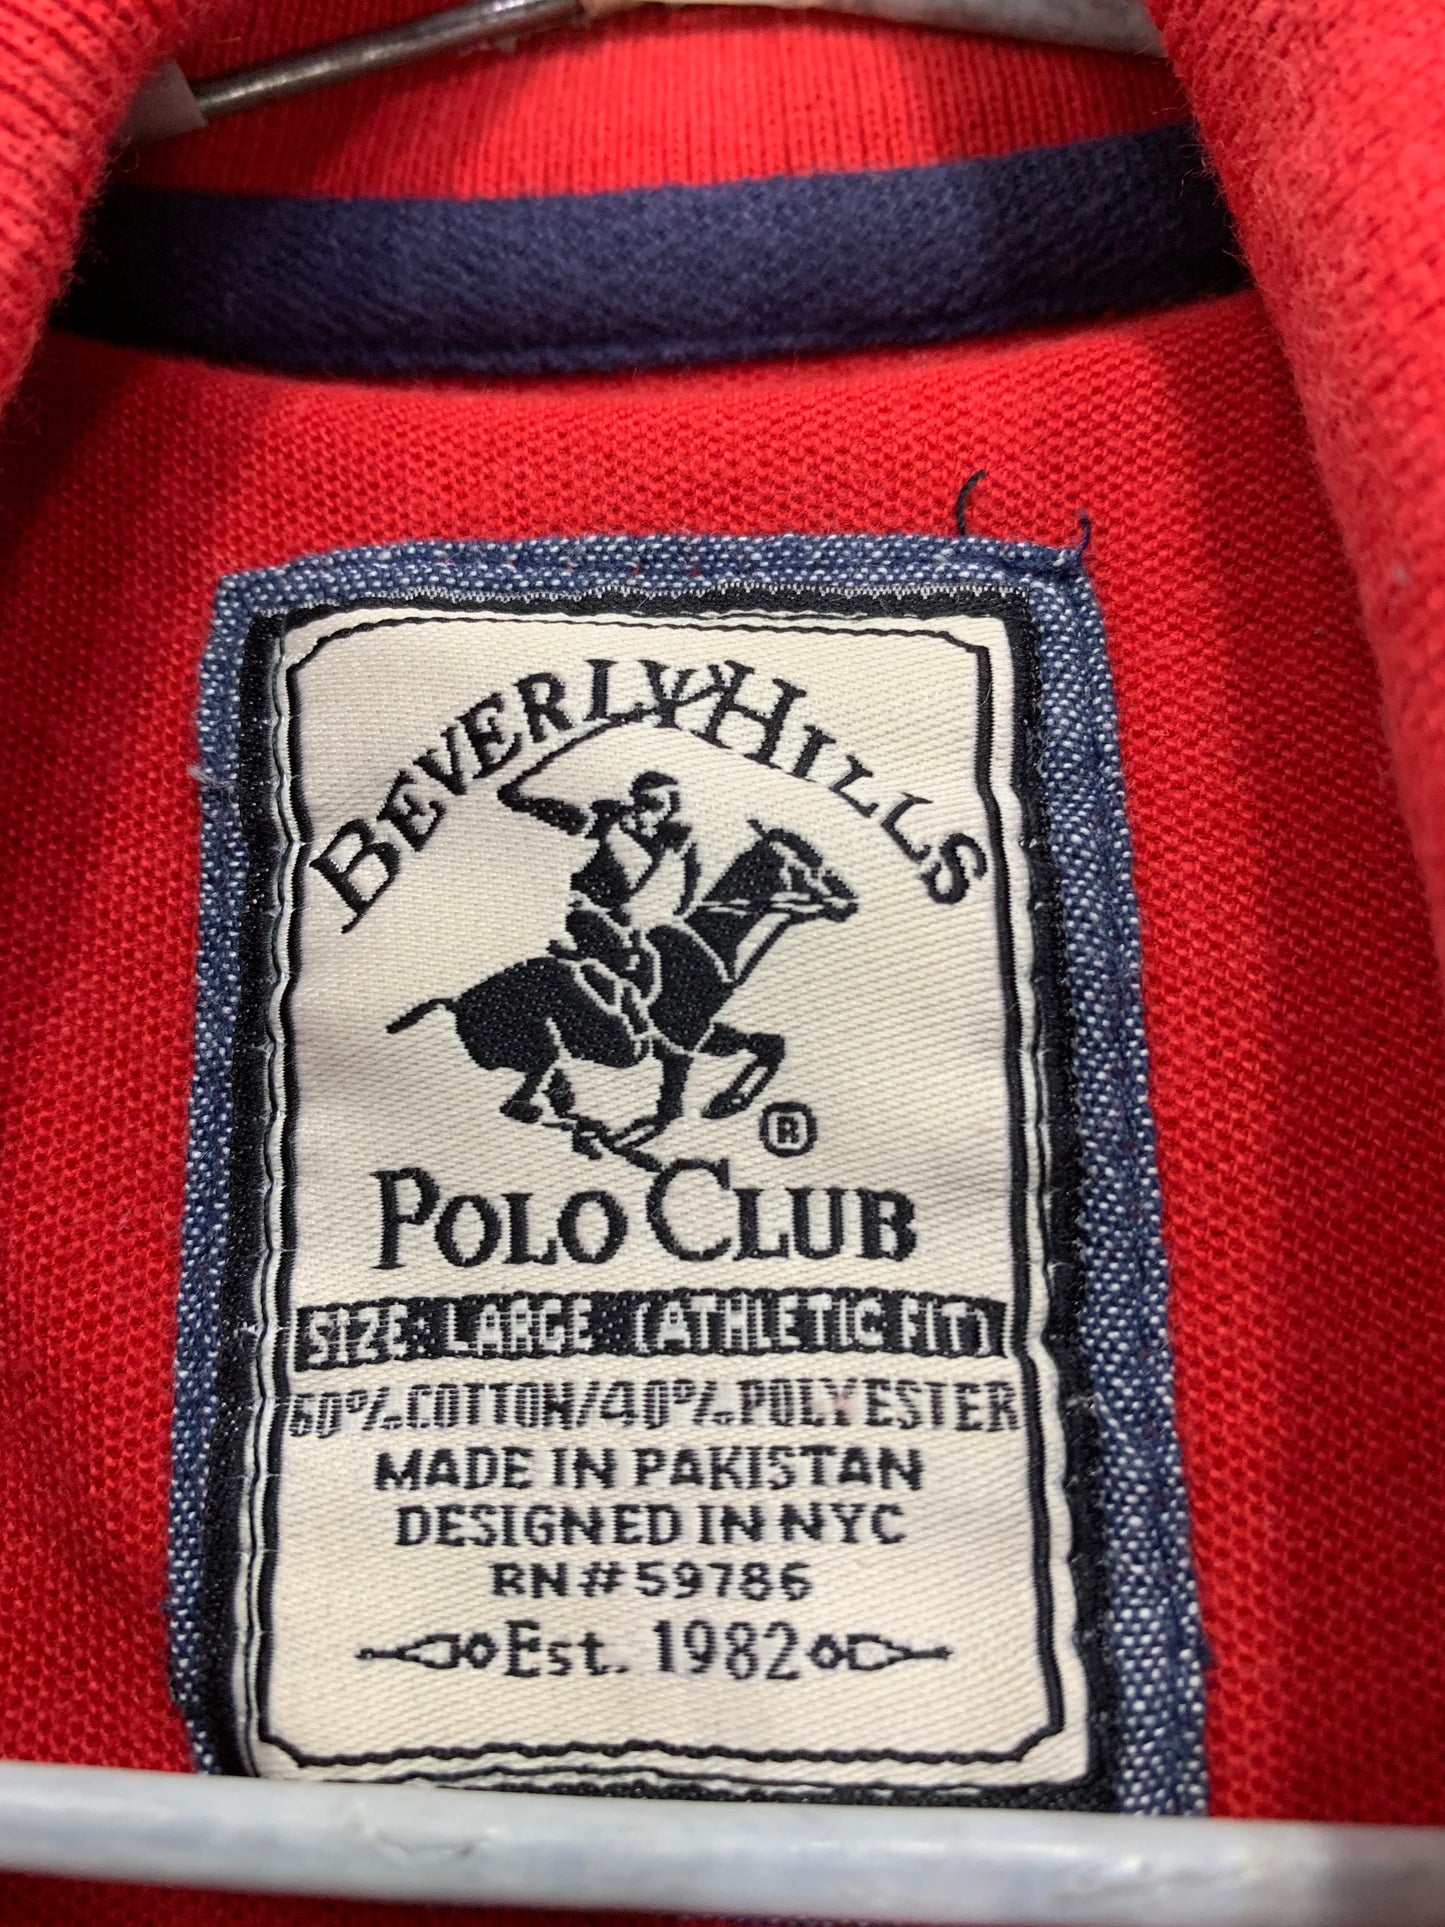 BEVERLY HILLS
®
POLO CLUB
SIZE: LARGE (ATHLETIC FIT)
60% COTTON/40% POLYESTER
MADE IN PAKISTAN
DESIGNED IN NYC
RN#59786
Est. 1982